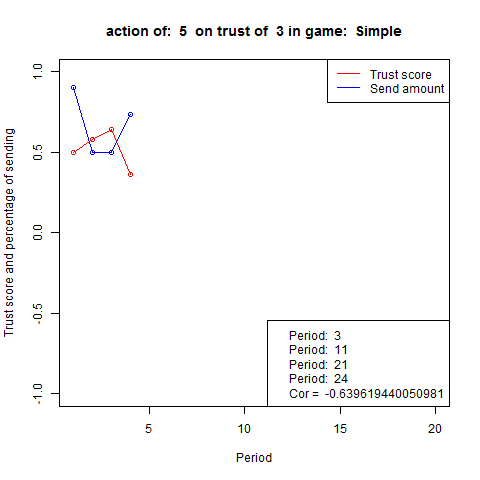 action of:  5  on trust of  3 in game:  Simple
Trust score and percentage of sending
1.0
0.5
0.0
-0.5
-1.0
Trust score
Send amount
Period:  3
Period:  11
Period:  21
Period:  24
Cor =  -0.639619440050981
5
10
15
20
Period